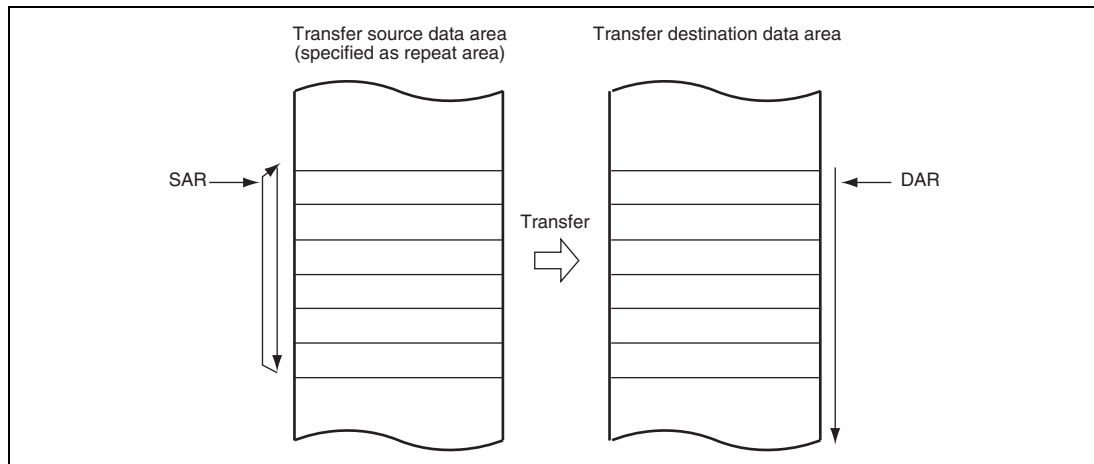 Transfer source data area
(specified as repeat area)
Transfer destination data area
SAR
DAR
Transfer